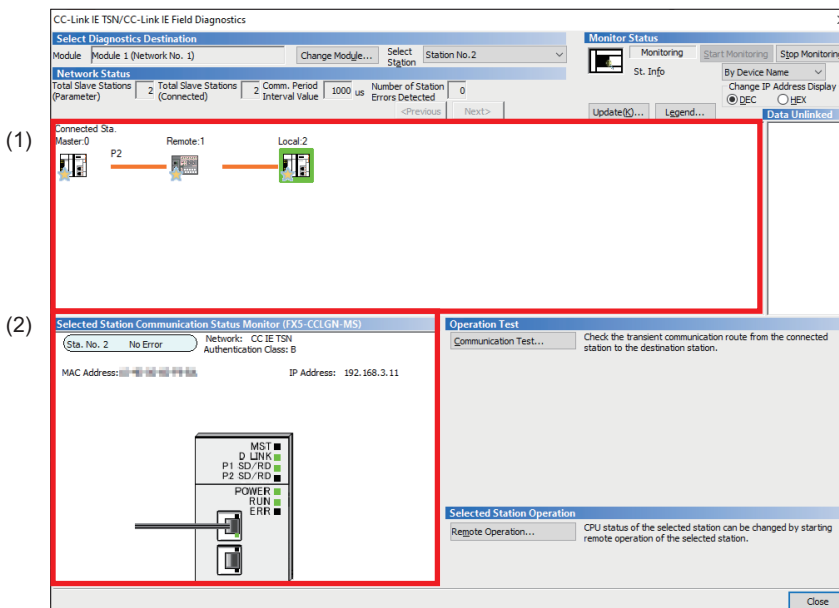 CC-Link IE TSN/CC-Link IE Field Diagnostics
Select Diagnostics Destination
Module Module 1 (Network No. 1) Change Module... Select Station Station No.2
Monitor Status
Monitoring Start Monitoring Stop Monitoring
St. Info By Device Name
Change IP Address Display
DEC HEX
Update(K)... Legend...
Network Status
Total Slave Stations (Parameter) 2 Total Slave Stations (Connected) 2 Comm. Period Interval Value 1000 us Number of Station Errors Detected 0
<Previous Next>
Data Unlinked
(1)
Connected Sta.
Master:0 Remote:1 Local:2
P2
(2)
Selected Station Communication Status Monitor (FX5-CCLGN-MS)
Sta. No. 2 No Error
Network: CC IE TSN
Authentication Class: B
MAC Address:
IP Address: 192.168.3.11
MST
D LINK
P1 SD/RD
P2 SD/RD
POWER
RUN
ERR
Operation Test
Communication Test...
Check the transient communication route from the connected
station to the destination station.
Selected Station Operation
Remote Operation...
CPU status of the selected station can be changed by starting
remote operation of the selected station.
Close